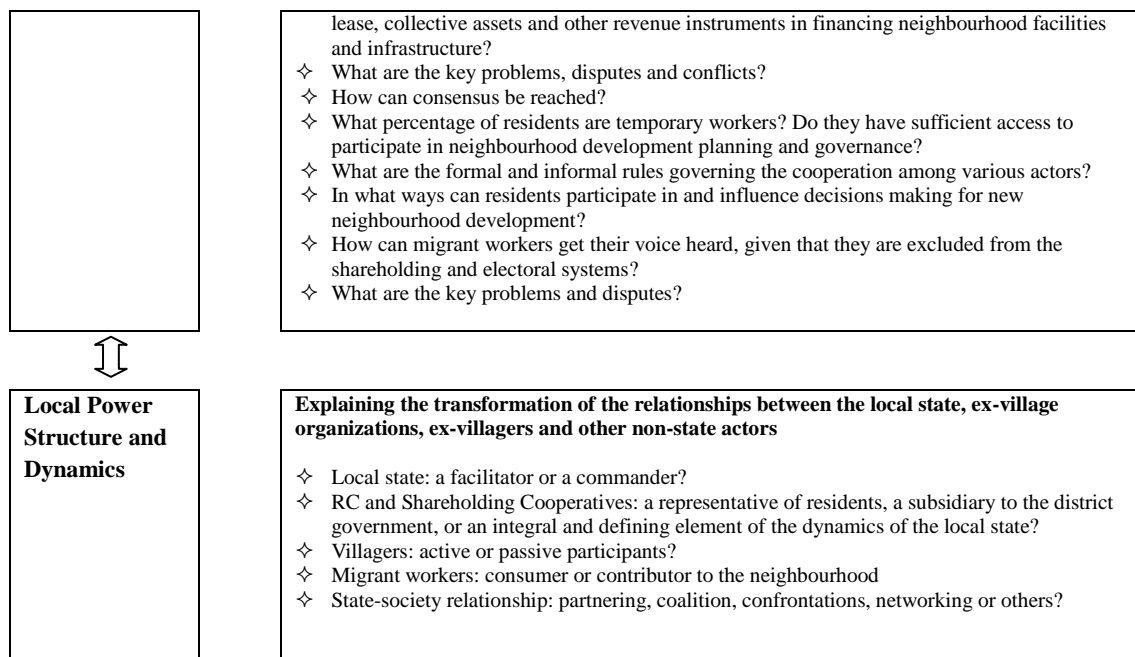 lease, collective assets and other revenue instruments in financing neighbourhood facilities
and infrastructure?
✧ What are the key problems, disputes and conflicts?
✧ How can consensus be reached?
✧ What percentage of residents are temporary workers? Do they have sufficient access to
participate in neighbourhood development planning and governance?
✧ What are the formal and informal rules governing the cooperation among various actors?
✧ In what ways can residents participate in and influence decisions making for new
neighbourhood development?
✧ How can migrant workers get their voice heard, given that they are excluded from the
shareholding and electoral systems?
✧ What are the key problems and disputes?
Local Power
Structure and
Dynamics
Explaining the transformation of the relationships between the local state, ex-village
organizations, ex-villagers and other non-state actors
✧ Local state: a facilitator or a commander?
✧ RC and Shareholding Cooperatives: a representative of residents, a subsidiary to the district
government, or an integral and defining element of the dynamics of the local state?
✧ Villagers: active or passive participants?
✧ Migrant workers: consumer or contributor to the neighbourhood
✧ State-society relationship: partnering, coalition, confrontations, networking or others?